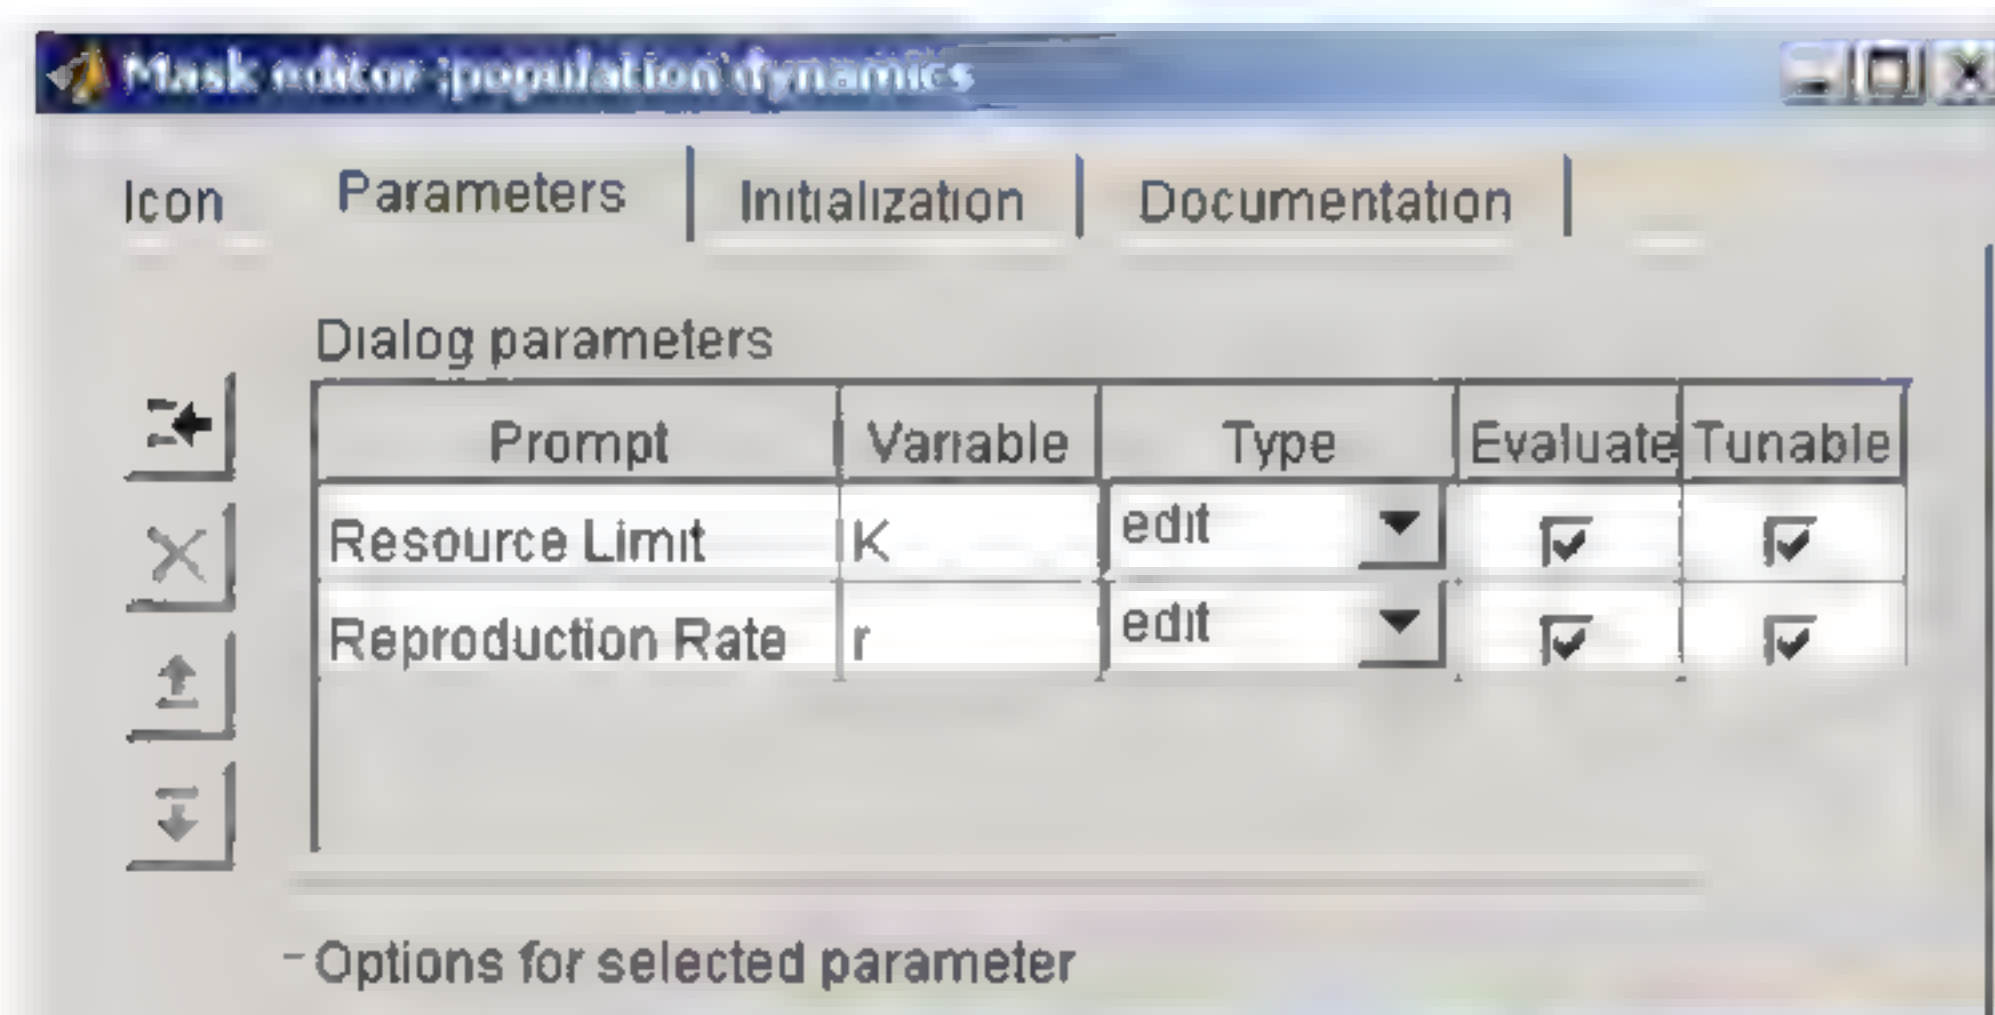 Mask editor :population dynamics
Icon Parameters Initialization Documentation
Dialog parameters
Prompt Variable Type Evaluate Tunable
Resource Limit K edit
Reproduction Rate r edit
Options for selected parameter